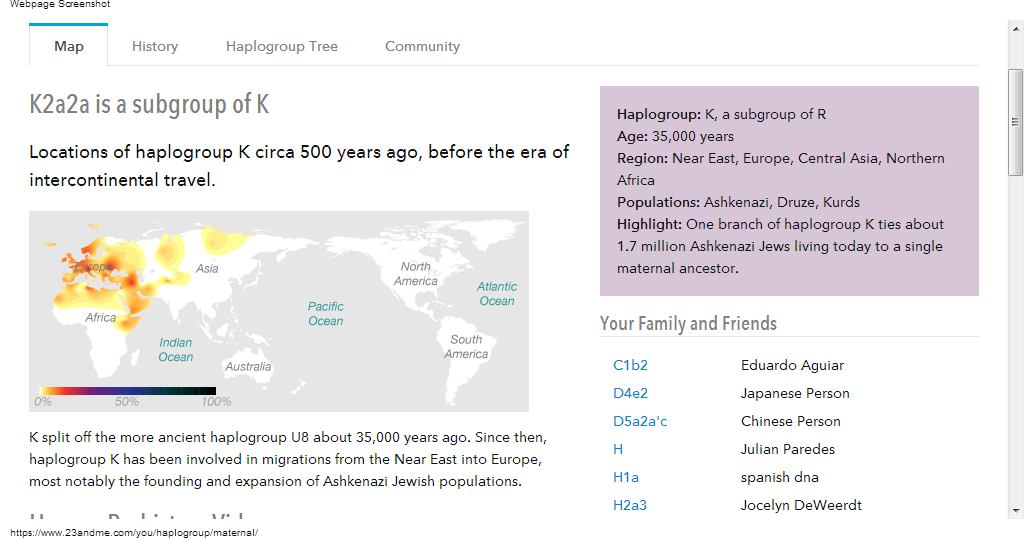 Webpage Screenshot
Map History Haplogroup Tree Community
K2a2a is a subgroup of K
Locations of haplogroup K circa 500 years ago, before the era of
intercontinental travel.
Europe
Asia
North
America
Atlantic
Ocean
Pacific
Ocean
Africa
Indian
Ocean
South
America
Australia
0% 50% 100%
K split off the more ancient haplogroup U8 about 35,000 years ago. Since then,
haplogroup K has been involved in migrations from the Near East into Europe,
most notably the founding and expansion of Ashkenazi Jewish populations.
Haplogroup: K, a subgroup of R
Age: 35,000 years
Region: Near East, Europe, Central Asia, Northern
Africa
Populations: Ashkenazi, Druze, Kurds
Highlight: One branch of haplogroup K ties about
1.7 million Ashkenazi Jews living today to a single
maternal ancestor.
Your Family and Friends
C1b2 Eduardo Aguiar
D4e2 Japanese Person
D5a2a'c Chinese Person
H Julian Paredes
H1a spanish dna
H2a3 Jocelyn DeWeerdt
https://www.23andme.com/you/haplogroup/maternal/